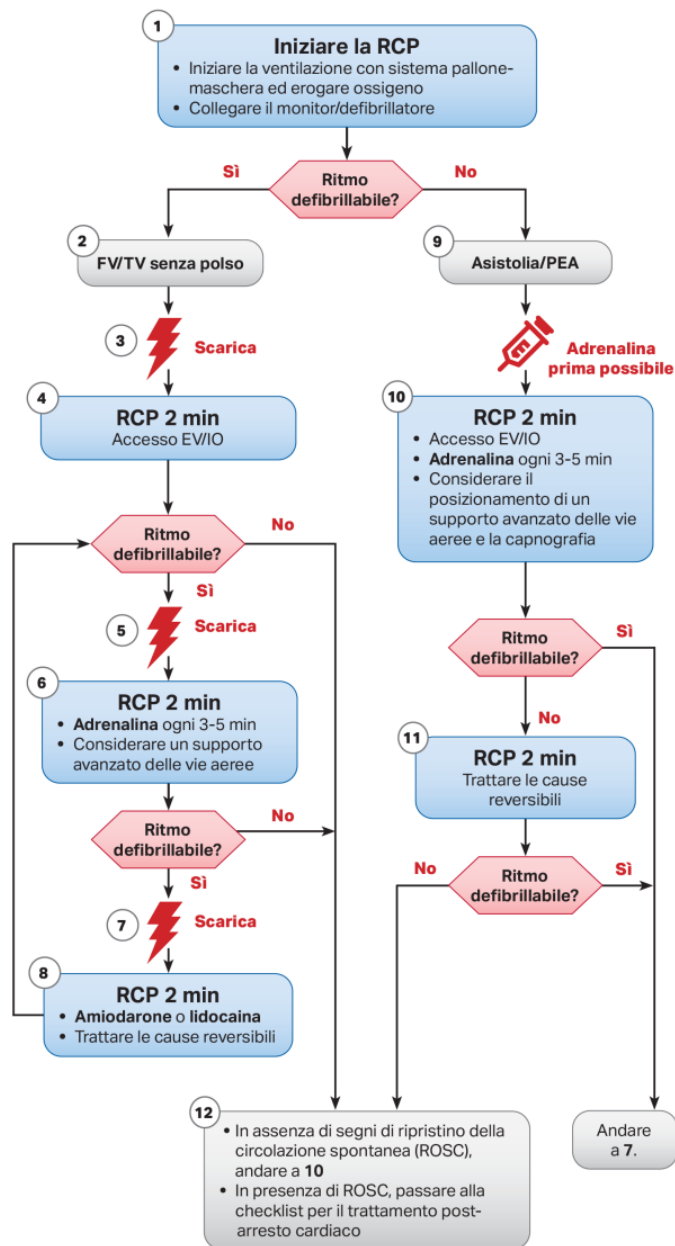 1
Iniziare la RCP
• Iniziare la ventilazione con sistema pallone-
maschera ed erogare ossigeno
• Collegare il monitor/defibrillatore
Sì
Ritmo
defibrillabile?
No
2
FV/TV senza polso
3
Scarica
4
RCP 2 min
Accesso EV/IO
Ritmo
defibrillabile?
No
Sì
5
Scarica
6
RCP 2 min
• Adrenalina ogni 3-5 min
• Considerare un supporto
avanzato delle vie aeree
Ritmo
defibrillabile?
No
Sì
7
Scarica
8
RCP 2 min
• Amiodarone o lidocaina
• Trattare le cause reversibili
9
Asistolia/PEA
Adrenalina
prima possibile
10
RCP 2 min
• Accesso EV/IO
• Adrenalina ogni 3-5 min
• Considerare il
posizionamento di un
supporto avanzato delle vie
aeree e la capnografia
Ritmo
defibrillabile?
Sì
No
11
RCP 2 min
Trattare le cause
reversibili
No
Ritmo
defibrillabile?
Sì
12
• In assenza di segni di ripristino della
circolazione spontanea (ROSC),
andare a 10
• In presenza di ROSC, passare alla
checklist per il trattamento post-
arresto cardiaco
Andare
a 7.